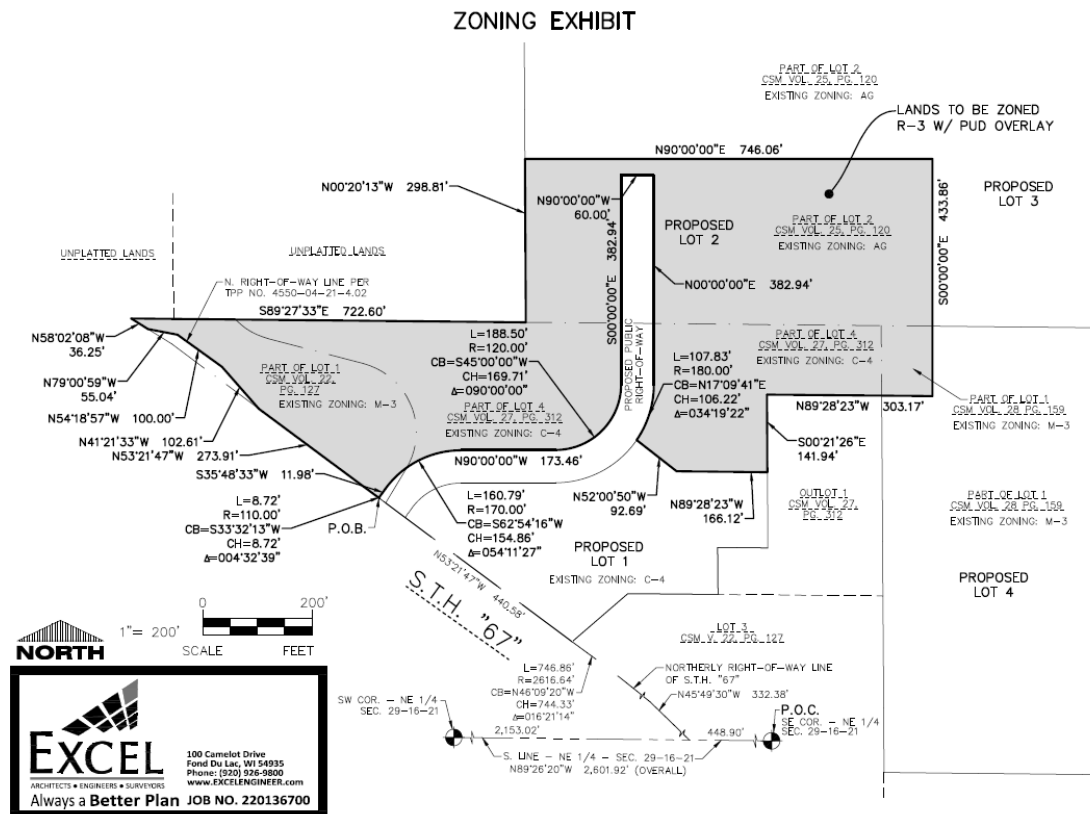 ZONING EXHIBIT
PART OF LOT 2
CSM VOL. 25, PG. 120
EXISTING ZONING: AG
LANDS TO BE ZONED
R-3 W/ PUD OVERLAY
N90°00'00"E 746.06'
N00°20'13"W 298.81'
N90°00'00"W
60.00'
PROPOSED
LOT 3
433.86'
S00°00'00"E
382.94'
S00°00'00"E
PROPOSED
LOT 2
PART OF LOT 2
CSM VOL. 25, PG. 120
EXISTING ZONING: AG
UNPLATTED LANDS
UNPLATTED LANDS
N. RIGHT-OF-WAY LINE PER
TPP NO. 4550-04-21-4.02
N00°00'00"E 382.94'
S89°27'33"E 722.60'
N58°02'08"W
36.25'
L=188.50'
R=120.00'
CB=S45°00'00"W
CH=169.71'
Δ=090°00'00"
PROPOSED PUBLIC
RIGHT-OF-WAY
L=107.83'
R=180.00'
CB=N17°09'41"E
CH=106.22'
Δ=034°19'22"
PART OF LOT 4
CSM VOL. 27, PG. 312
EXISTING ZONING: C-4
N79°00'59"W
55.04'
PART OF LOT 1
CSM VOL. 22,
PG. 127
EXISTING ZONING: M-3
PART OF LOT 4
CSM VOL. 27, PG. 312
EXISTING ZONING: C-4
N89°28'23"W 303.17'
PART OF LOT 1
CSM VOL. 28 PG. 159
EXISTING ZONING: M-3
N54°18'57"W 100.00'
N41°21'33"W 102.61'
N53°21'47"W 273.91'
S35°48'33"W 11.98'
N90°00'00"W 173.46'
S00°21'26"E
141.94'
L=8.72'
R=110.00'
CB=S33°32'13"W
CH=8.72'
Δ=004°32'39"
P.O.B.
L=160.79'
R=170.00'
CB=S62°54'16"W
CH=154.86'
Δ=054°11'27"
N52°00'50"W
92.69'
N89°28'23"W
166.12'
OUTLOT 1
CSM VOL. 27,
PG. 312
PART OF LOT 1
CSM VOL. 28 PG. 159
EXISTING ZONING: M-3
PROPOSED
LOT 1
EXISTING ZONING: C-4
PROPOSED
LOT 4
N53°21'47"W 440.58'
S.T.H. "67"
0 200'
1"= 200'
SCALE FEET
NORTH
LOT 3
CSM V. 22 PG. 127
L=746.86'
R=2616.64'
CB=N46°09'20"W
CH=744.33'
Δ=016°21'14"
NORTHERLY RIGHT-OF-WAY LINE
OF S.T.H. "67"
N45°49'30"W 332.38'
SW COR. - NE 1/4
SEC. 29-16-21
P.O.C.
SE COR. - NE 1/4
SEC. 29-16-21
2,153.02'
448.90'
S. LINE - NE 1/4 - SEC. 29-16-21
N89°26'20"W 2,601.92' (OVERALL)
EXCEL
ARCHITECTS • ENGINEERS • SURVEYORS
Always a Better Plan
100 Camelot Drive
Fond Du Lac, WI 54935
Phone: (920) 926-9800
www.EXCELENGINEER.com
JOB NO. 220136700